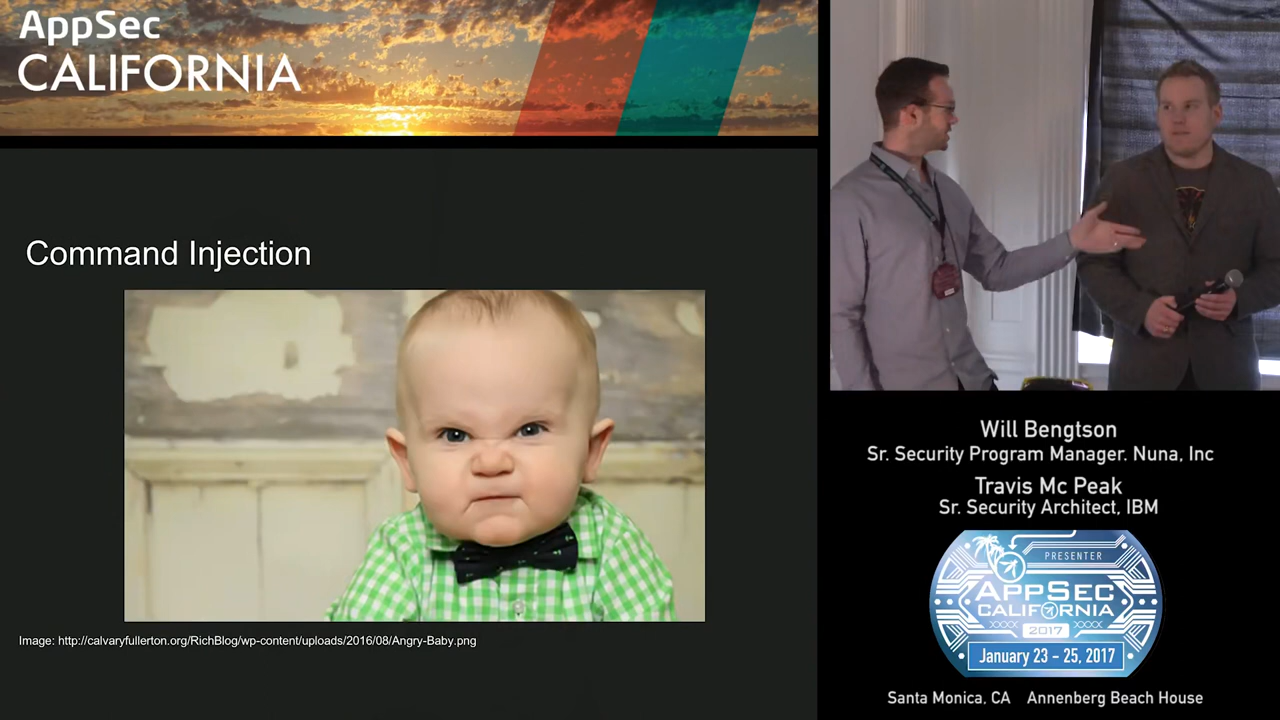 AppSec
CALIFORNIA
Command Injection
Image: http://calvaryfullerton.org/RichBlog/wp-content/uploads/2016/08/Angry-Baby.png
Will Bengtson
Sr. Security Program Manager. Nuna, Inc
Travis Mc Peak
Sr. Security Architect, IBM
PRESENTER
APPSEC
CALIFORNIA
XXXX 2017 XXXX
January 23 - 25, 2017
Santa Monica, CA Annenberg Beach House